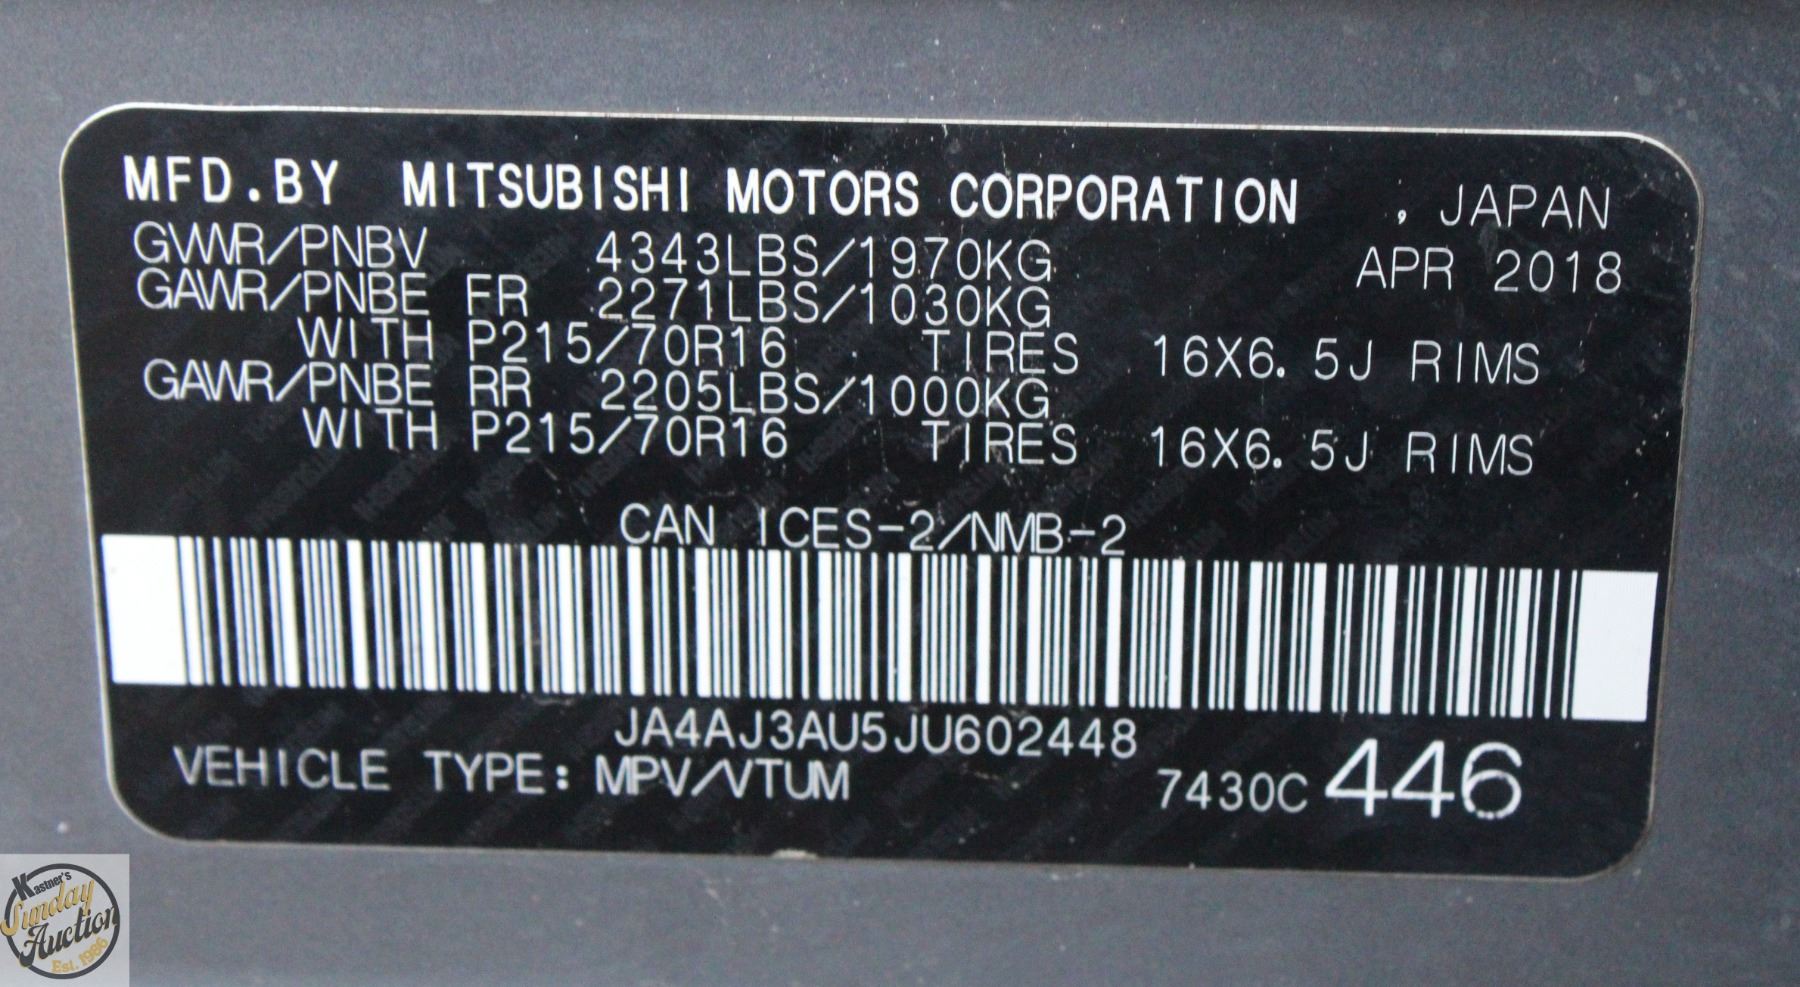 MFD.BY MITSUBISHI MOTORS CORPORATION , JAPAN
GVWR/PNBV 4343LBS/1970KG APR 2018
GAWR/PNBE FR 2271LBS/1030KG
WITH P215/70R16 TIRES 16X6.5J RIMS
GAWR/PNBE RR 2205LBS/1000KG
WITH P215/70R16 TIRES 16X6.5J RIMS
CAN ICES-2/NMB-2
JA4AJ3AU5JU602448
VEHICLE TYPE: MPV/VTUM 7430C 446
Kastner's
Sunday
Auction
Est. 1986